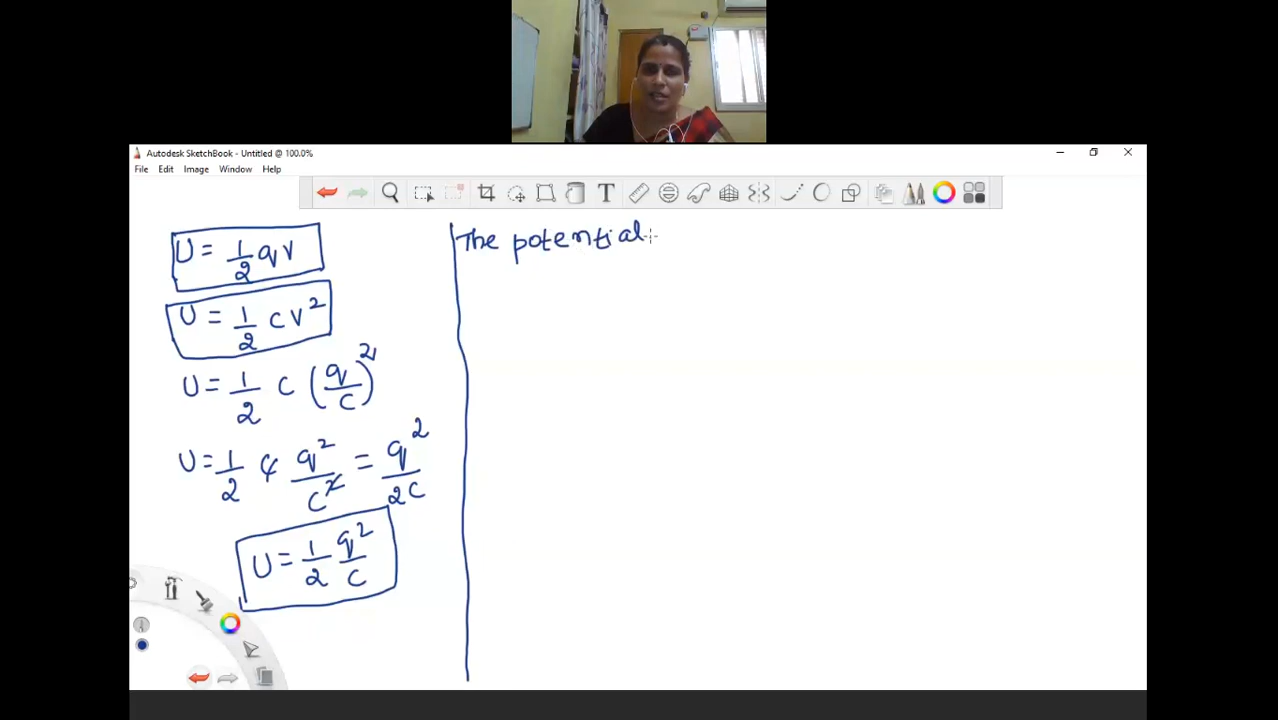 Autodesk SketchBook - Untitled @ 100.0%
File Edit Image Window Help
T
U = 1/2 qV
U = 1/2 CV²
U = 1/2 C (q/C)²
U = 1/2 C q²/C² = q²/2C
U = 1/2 q²/C
The potential